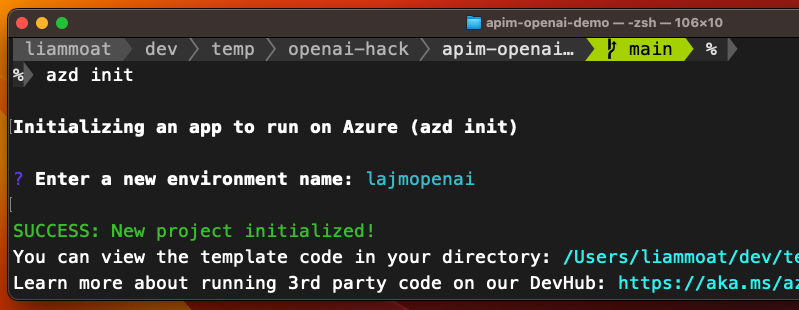 apim-openai-demo — -zsh — 106×10
liammoat dev temp openai-hack apim-openai… main %
% azd init
Initializing an app to run on Azure (azd init)
? Enter a new environment name: lajmopenai
SUCCESS: New project initialized!
You can view the template code in your directory: /Users/liammoat/dev/te
Learn more about running 3rd party code on our DevHub: https://aka.ms/az